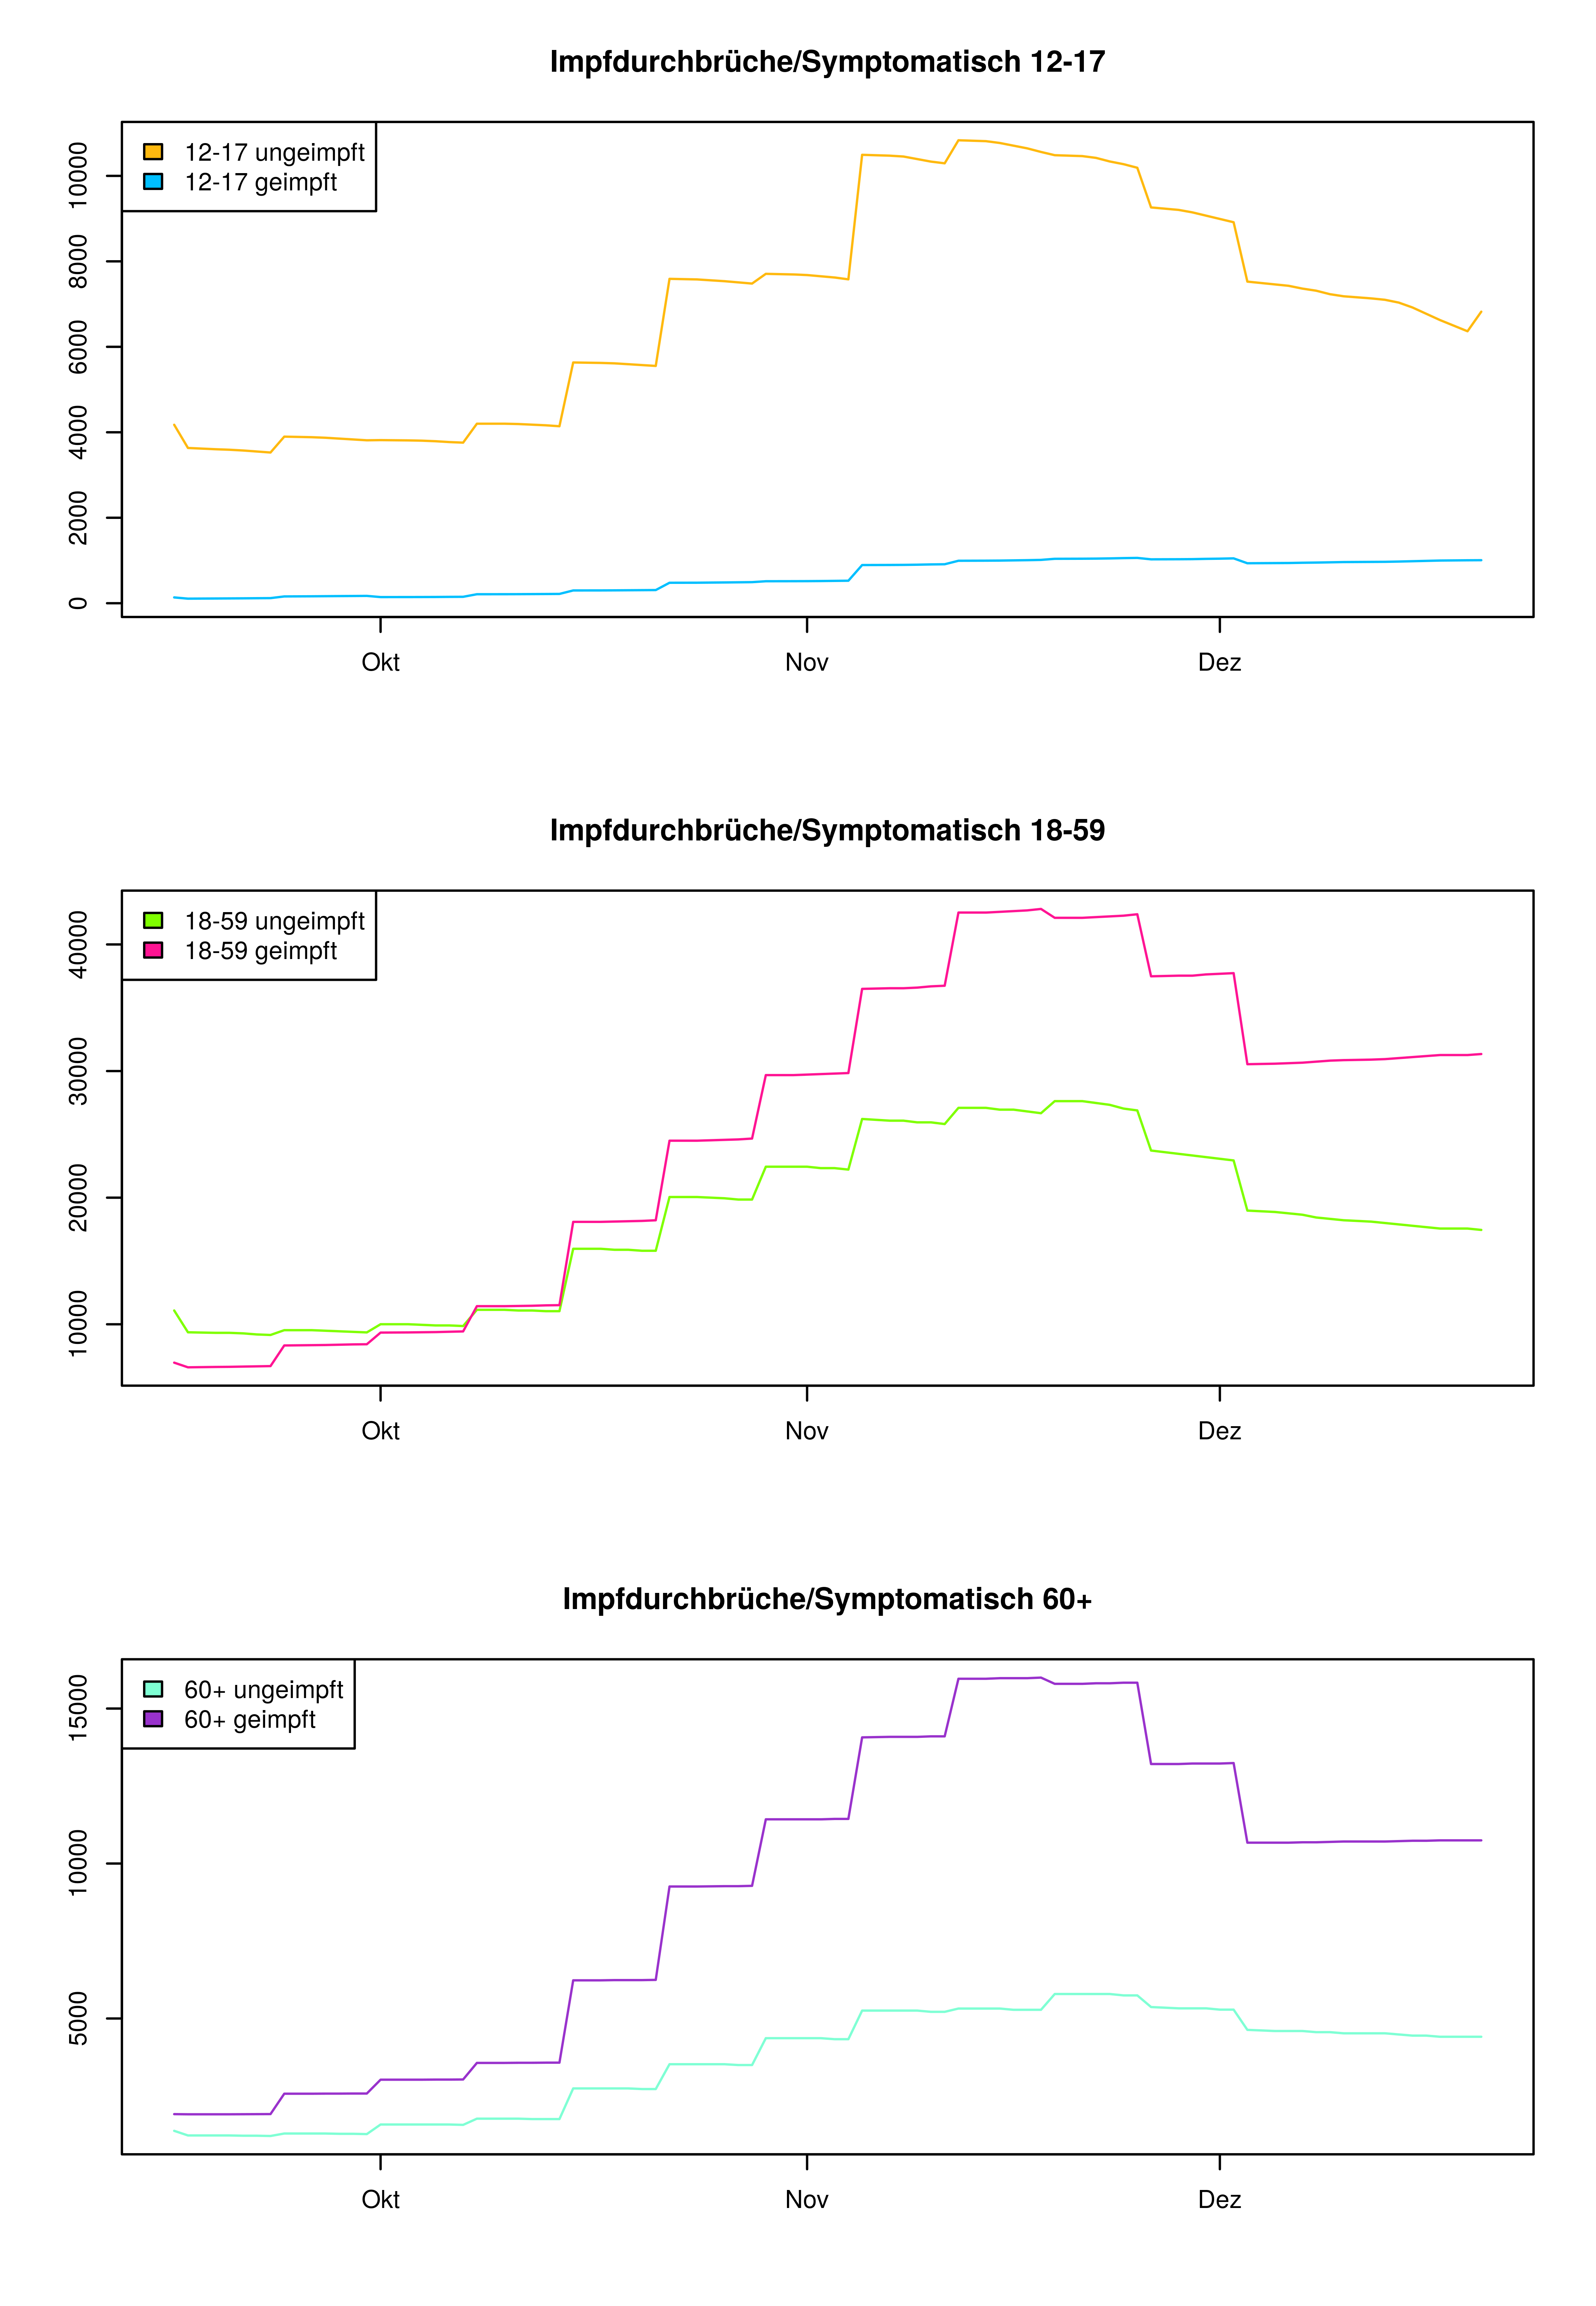 Impfdurchbrüche/Symptomatisch 12-17
12-17 ungeimpft
12-17 geimpft
10000
8000
6000
4000
2000
0
Okt Nov Dez
Impfdurchbrüche/Symptomatisch 18-59
18-59 ungeimpft
18-59 geimpft
40000
30000
20000
10000
Okt Nov Dez
Impfdurchbrüche/Symptomatisch 60+
60+ ungeimpft
60+ geimpft
15000
10000
5000
Okt Nov Dez